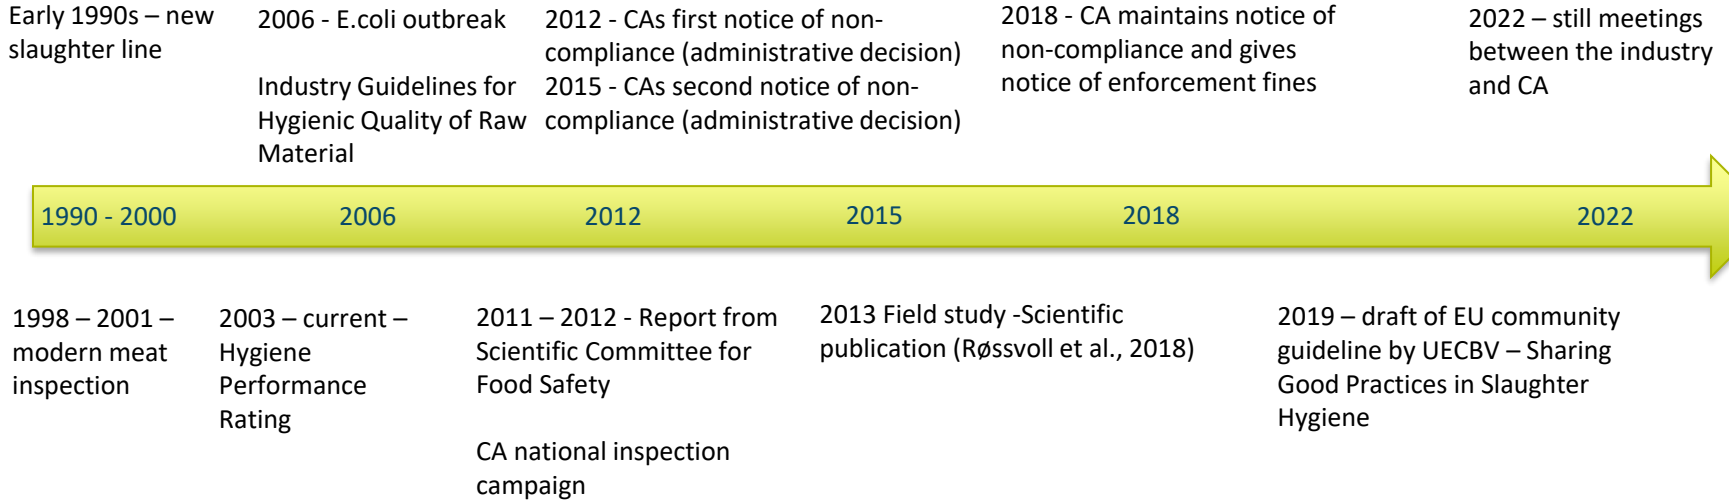 Early 1990s – new
slaughter line
2006 - E.coli outbreak
Industry Guidelines for
Hygienic Quality of Raw
Material
2012 - CAs first notice of non-
compliance (administrative decision)
2015 - CAs second notice of non-
compliance (administrative decision)
2018 - CA maintains notice of
non-compliance and gives
notice of enforcement fines
2022 – still meetings
between the industry
and CA
1990 - 2000
2006
2012
2015
2018
2022
1998 – 2001 –
modern meat
inspection
2003 – current –
Hygiene
Performance
Rating
2011 – 2012 - Report from
Scientific Committee for
Food Safety
CA national inspection
campaign
2013 Field study -Scientific
publication (Røssvoll et al., 2018)
2019 – draft of EU community
guideline by UECBV – Sharing
Good Practices in Slaughter
Hygiene